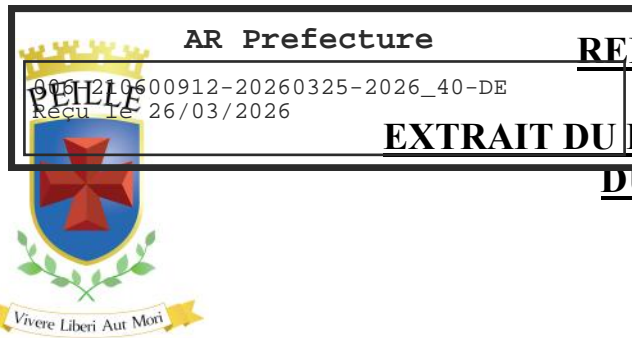 AR Prefecture
006-210600912-20260325-2026_40-DE
Reçu le 26/03/2026
EXTRAIT DU
PEILLE
Vivere Liberi Aut Mori